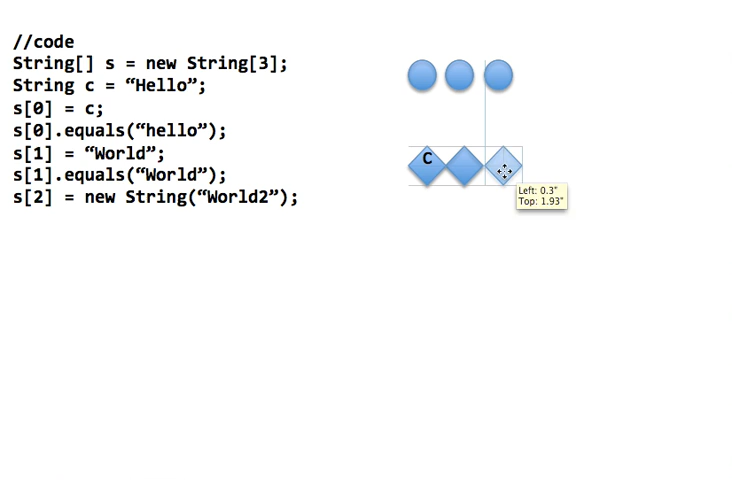 //code
String[] s = new String[3];
String c = “Hello”;
s[0] = c;
s[0].equals(“hello”);
s[1] = “World”;
s[1].equals(“World”);
s[2] = new String(“World2”);
C
Left: 0.3"
Top: 1.93"